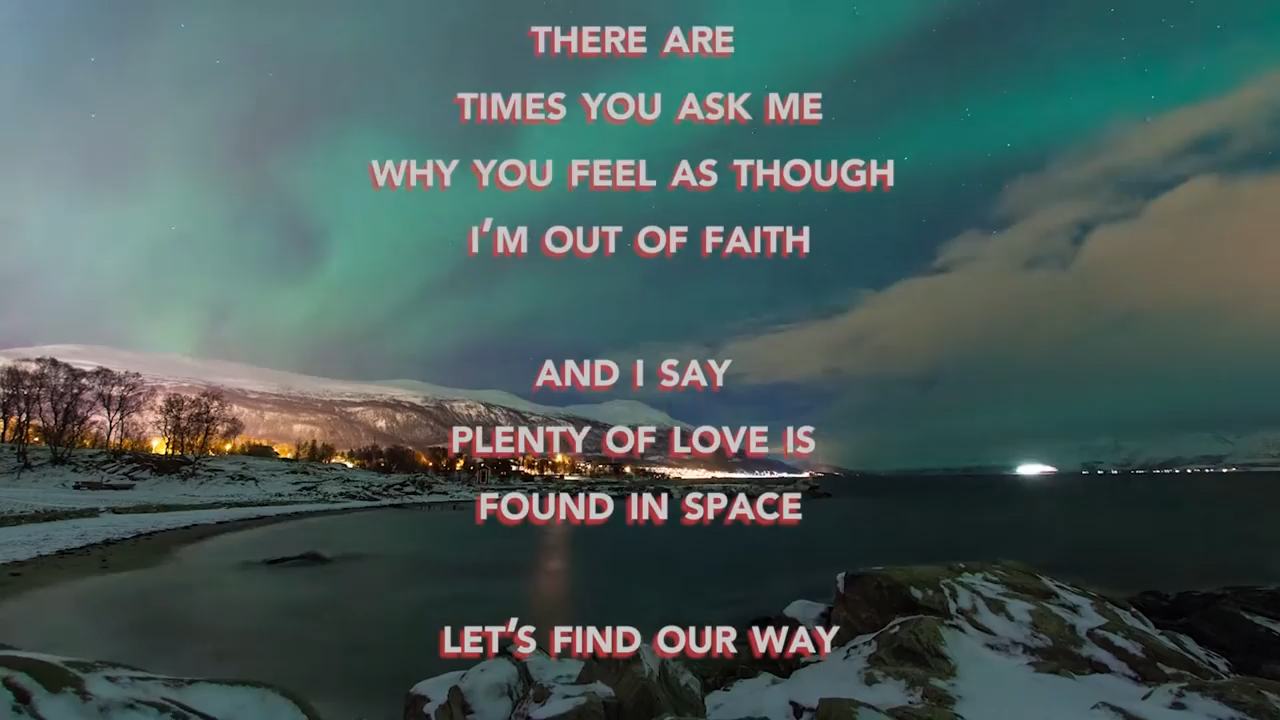 THERE ARE
TIMES YOU ASK ME
WHY YOU FEEL AS THOUGH
I'M OUT OF FAITH
AND I SAY
PLENTY OF LOVE IS
FOUND IN SPACE
LET'S FIND OUR WAY